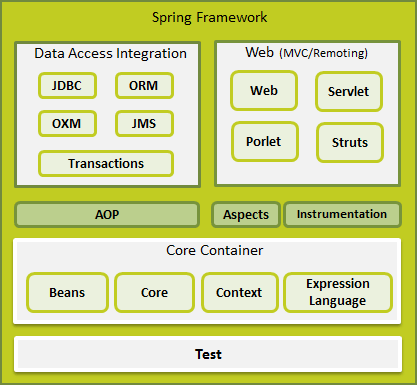 Spring Framework
Data Access Integration
JDBC
ORM
OXM
JMS
Transactions
Web (MVC/Remoting)
Web
Servlet
Porlet
Struts
AOP
Aspects
Instrumentation
Core Container
Beans
Core
Context
Expression
Language
Test